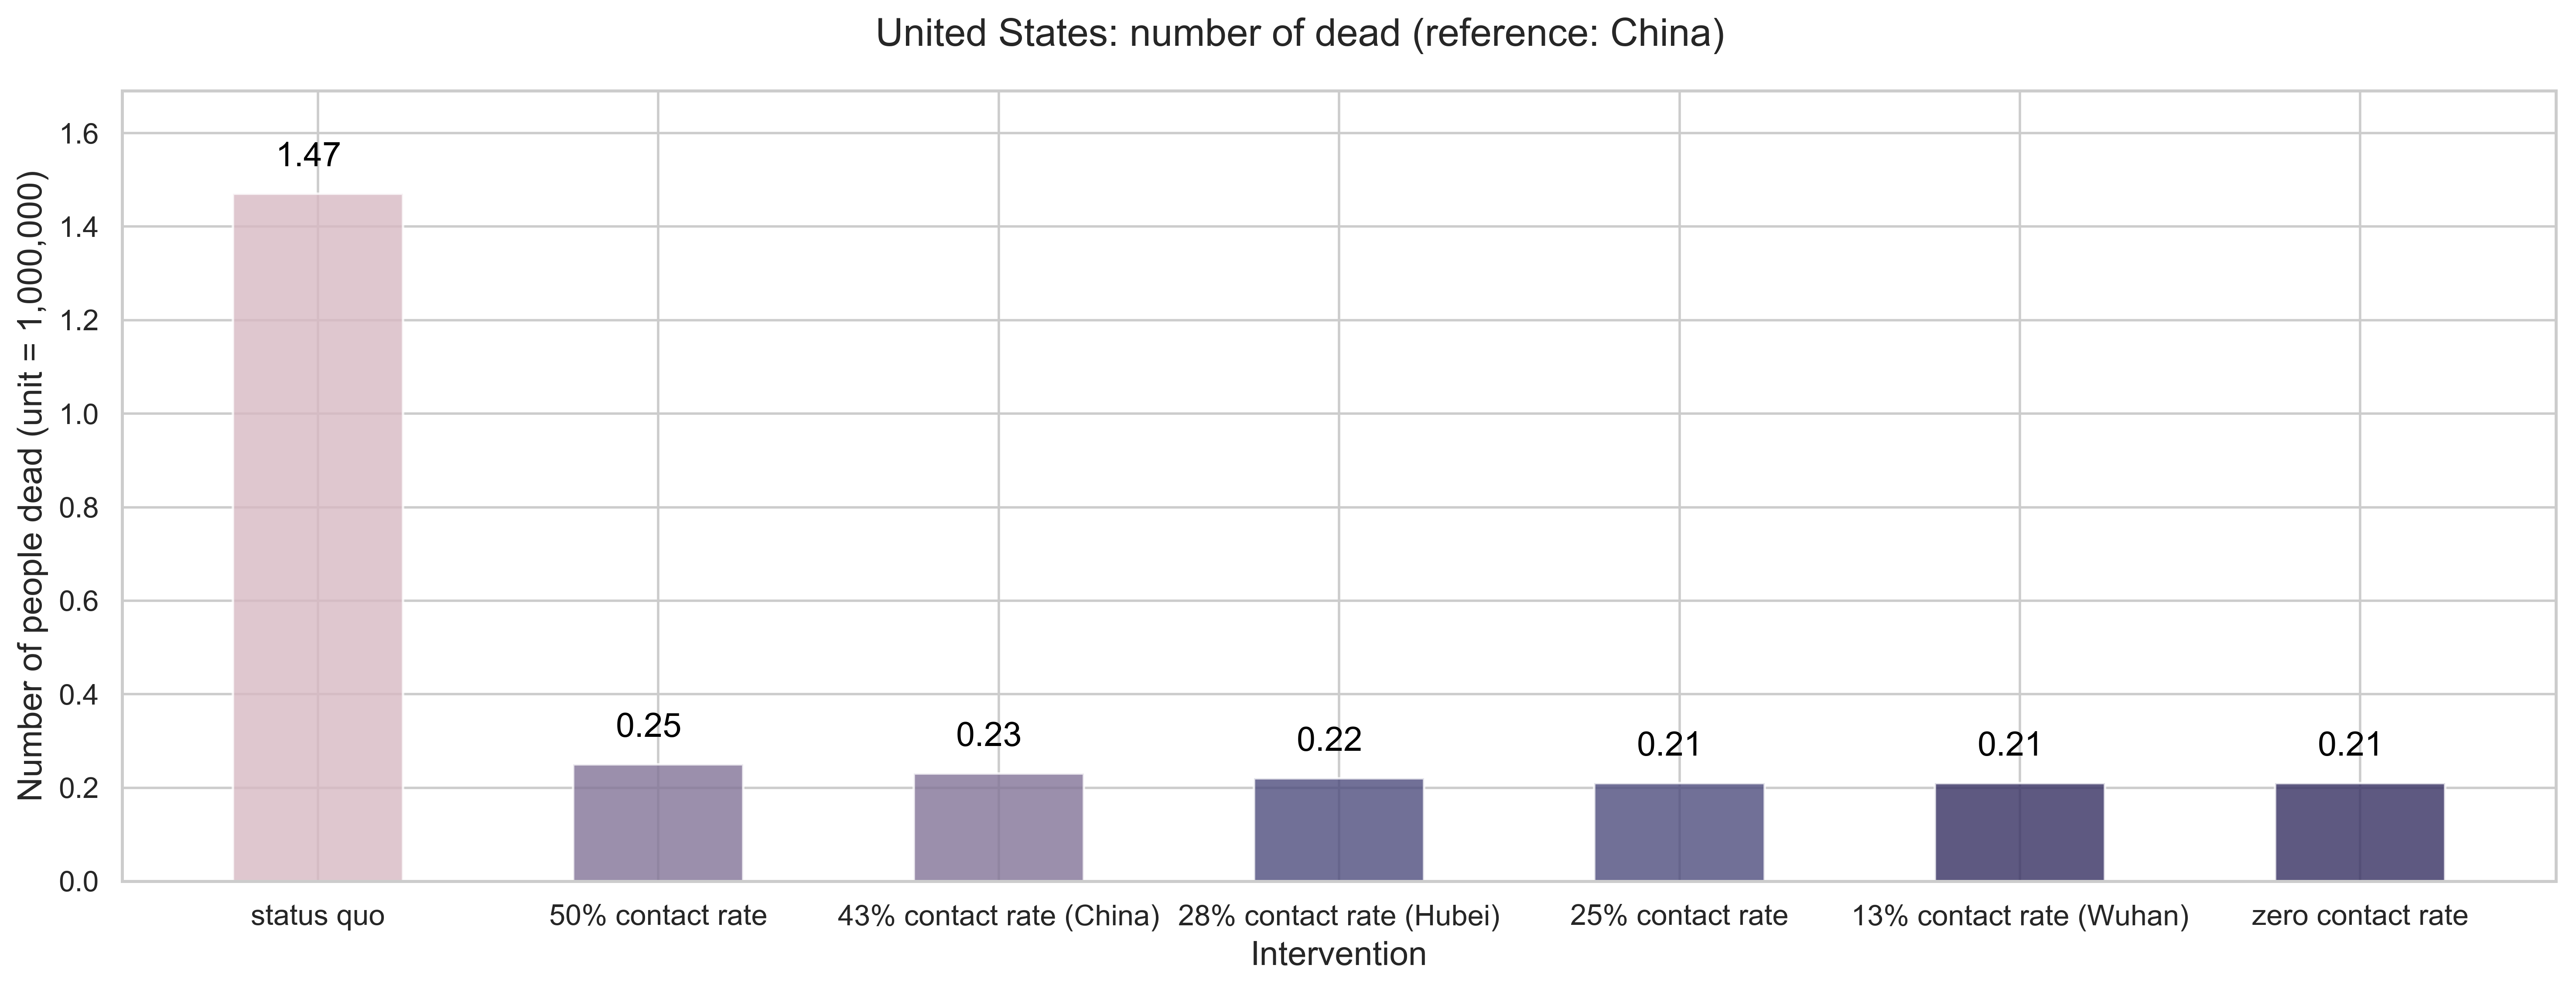 United States: number of dead (reference: China)
Number of people dead (unit = 1,000,000)
1.6
1.4
1.2
1.0
0.8
0.6
0.4
0.2
0.0
1.47
0.25
0.23
0.22
0.21
0.21
0.21
status quo
50% contact rate
43% contact rate (China)
28% contact rate (Hubei)
25% contact rate
13% contact rate (Wuhan)
zero contact rate
Intervention